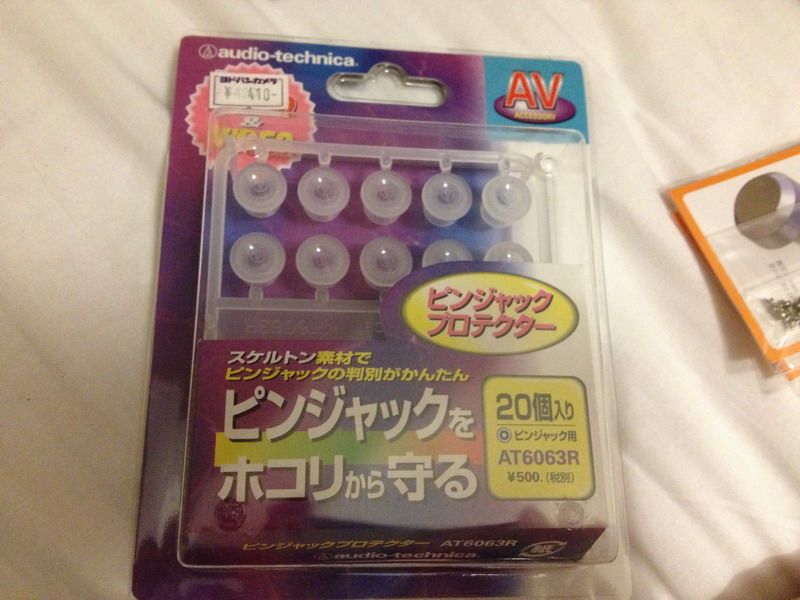 audio-technica
ヨドバシカメラ
AV
ACCESSORY
&
VIDEO
ピンジャック
プロテクター
スケルトン素材で
ピンジャックの判別がかんたん
ピンジャックを
ホコリから守る
20個入り
ピンジャック用
AT6063R
¥500.(税別)
ピンジャックプロテクター AT6063R
紙
audio-technica